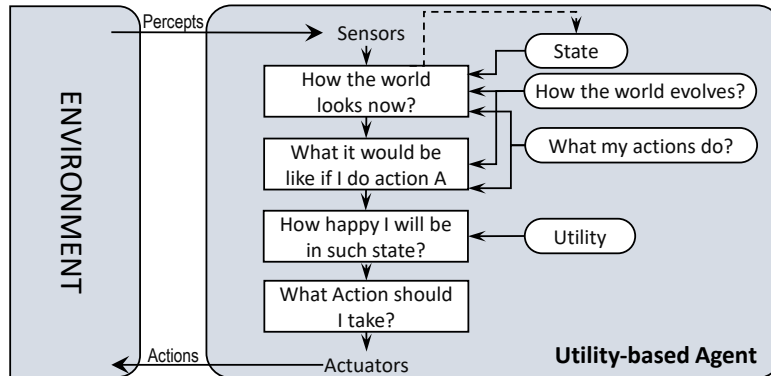 Percepts
Sensors
State
How the world
looks now?
How the world evolves?
What it would be
like if I do action A
What my actions do?
ENVIRONMENT
How happy I will be
in such state?
Utility
What Action should
I take?
Actions
Actuators
Utility-based Agent